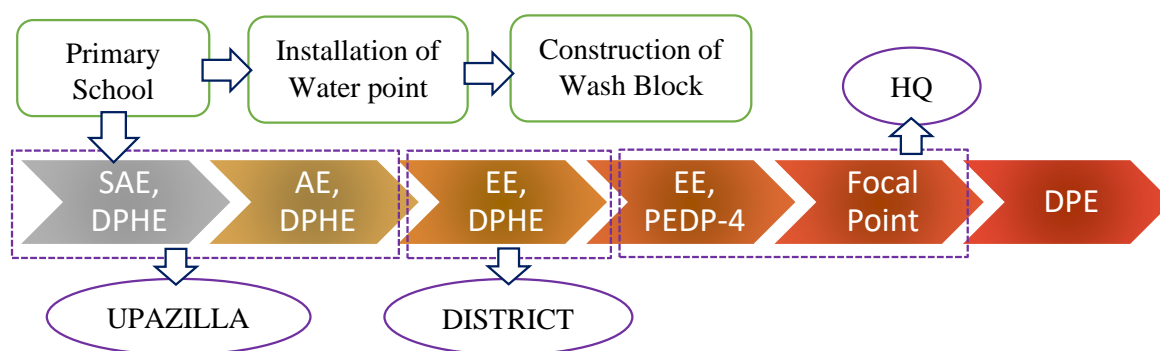 Primary
School
Installation of
Water point
Construction of
Wash Block
HQ
SAE,
DPHE
AE,
DPHE
EE,
DPHE
EE,
PEDP-4
Focal
Point
DPE
UPAZILLA
DISTRICT